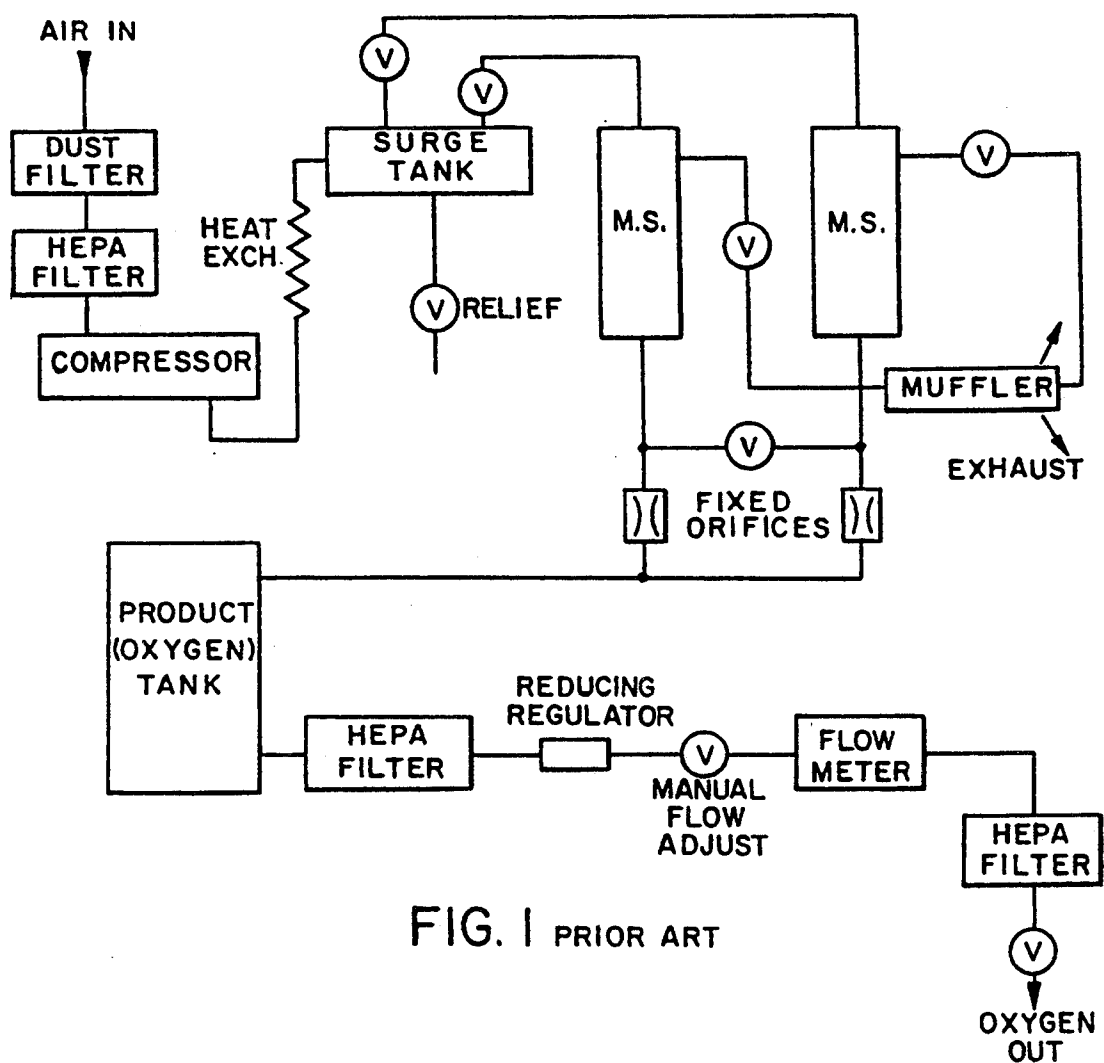 AIR IN
DUST
FILTER
HEPA
FILTER
COMPRESSOR
HEAT
EXCH.
V
V
SURGE
TANK
V
RELIEF
M.S.
V
M.S.
V
MUFFLER
EXHAUST
V
FIXED
ORIFICES
PRODUCT
(OXYGEN)
TANK
HEPA
FILTER
REDUCING
REGULATOR
V
MANUAL
FLOW
ADJUST
FLOW
METER
HEPA
FILTER
V
OXYGEN
OUT
FIG. 1 PRIOR ART